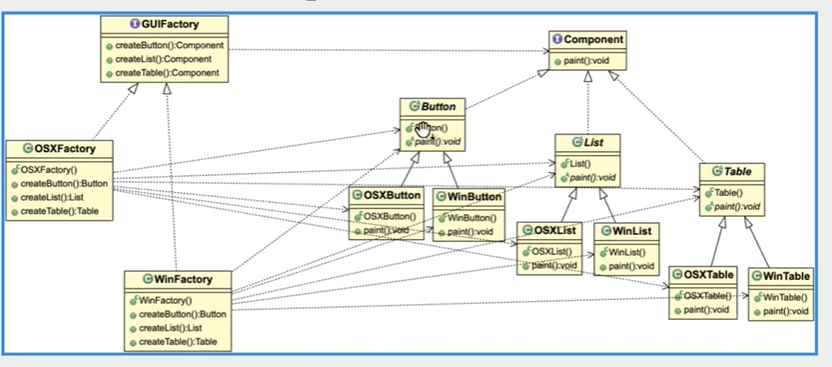 GUIFactory
createButton():Component
createList():Component
createTable():Component
Component
paint():void
Button
paint():void
OSXFactory
OSXFactory()
createButton():Button
createList():List
createTable():Table
List
List()
paint():void
Table
Table()
paint():void
OSXButton
OSXButton()
paint():void
WinButton
WinButton()
paint():void
OSXList
OSXList()
paint():void
WinList
WinList()
paint():void
WinFactory
WinFactory()
createButton():Button
createList():List
createTable():Table
OSXTable
OSXTable()
paint():void
WinTable
WinTable()
paint():void